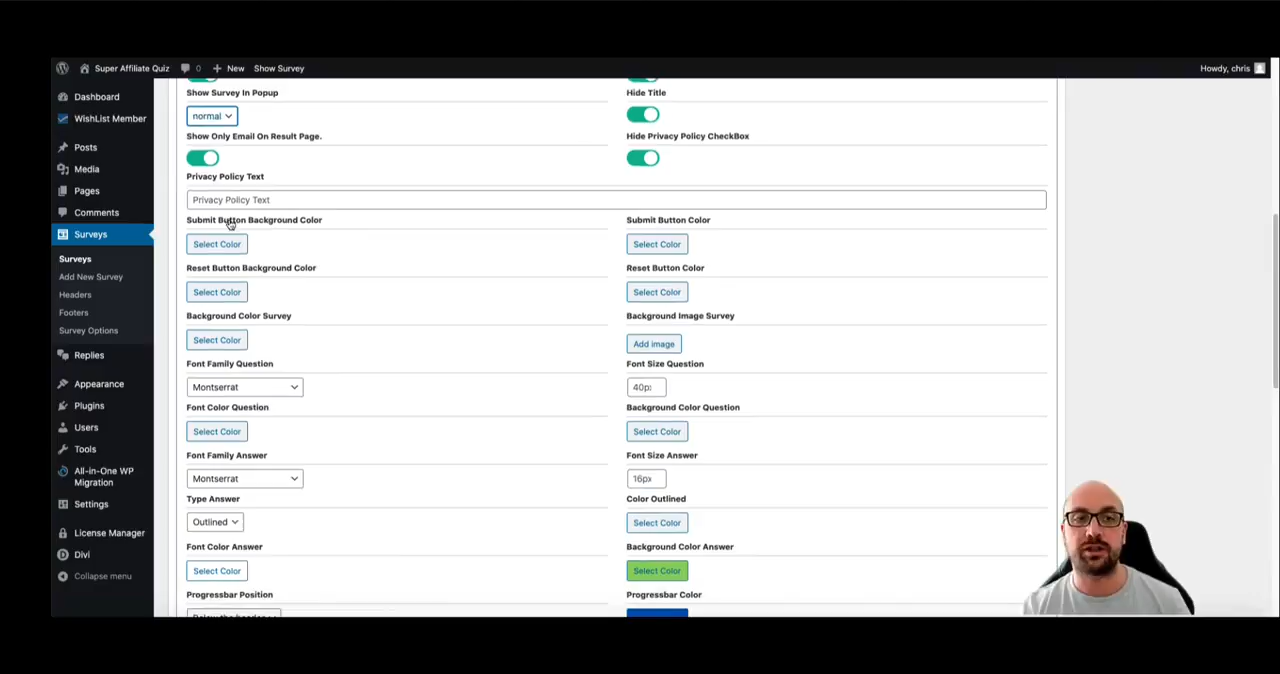 Super Affiliate Quiz
0
New
Show Survey
Howdy, chris
Dashboard
WishList Member
Posts
Media
Pages
Comments
Surveys
Surveys
Add New Survey
Headers
Footers
Survey Options
Replies
Appearance
Plugins
Users
Tools
All-in-One WP
Migration
Settings
License Manager
Divi
Collapse menu
Show Survey In Popup
Hide Title
normal
Show Only Email On Result Page.
Hide Privacy Policy CheckBox
Privacy Policy Text
Privacy Policy Text
Submit Button Background Color
Submit Button Color
Select Color
Select Color
Reset Button Background Color
Reset Button Color
Select Color
Select Color
Background Color Survey
Background Image Survey
Select Color
Add image
Font Family Question
Font Size Question
Montserrat
40p
Font Color Question
Background Color Question
Select Color
Select Color
Font Family Answer
Font Size Answer
Montserrat
16px
Type Answer
Color Outlined
Outlined
Select Color
Font Color Answer
Background Color Answer
Select Color
Select Color
Progressbar Position
Progressbar Color
Below the header